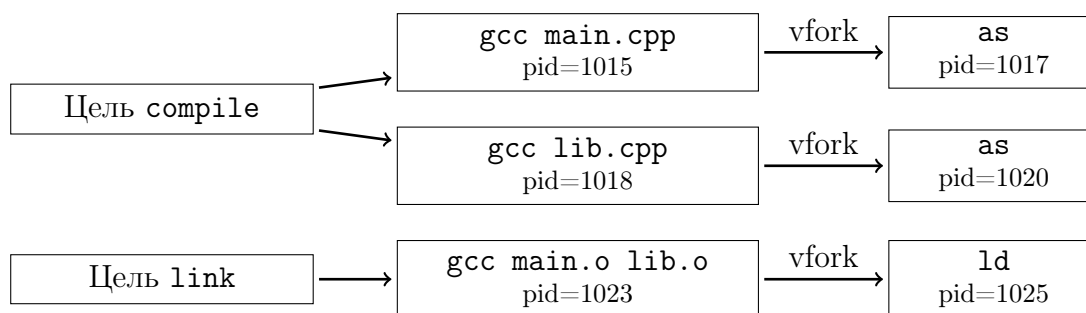 gcc main.cpp
pid=1015
vfork
as
pid=1017
Цель compile
gcc lib.cpp
pid=1018
vfork
as
pid=1020
Цель link
gcc main.o lib.o
pid=1023
vfork
ld
pid=1025